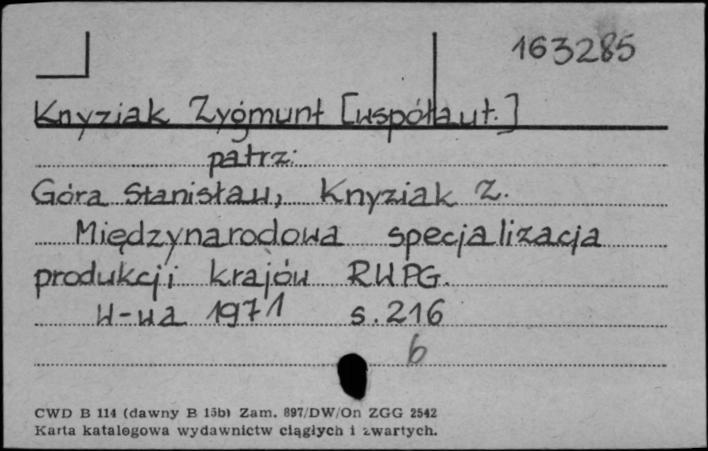 163285
Knyziak Zygmunt [współaut.]
patrz:
Góra Stanisław, Knyziak Z.
Międzynarodowa specjalizacja
produkcji krajów RWPG.
W-wa 1971 s. 216
b
CWD B 114 (dawny B 15b) Zam. 897/DW/On ZGG 2542
Karta katalogowa wydawnictw ciągłych i zwartych.